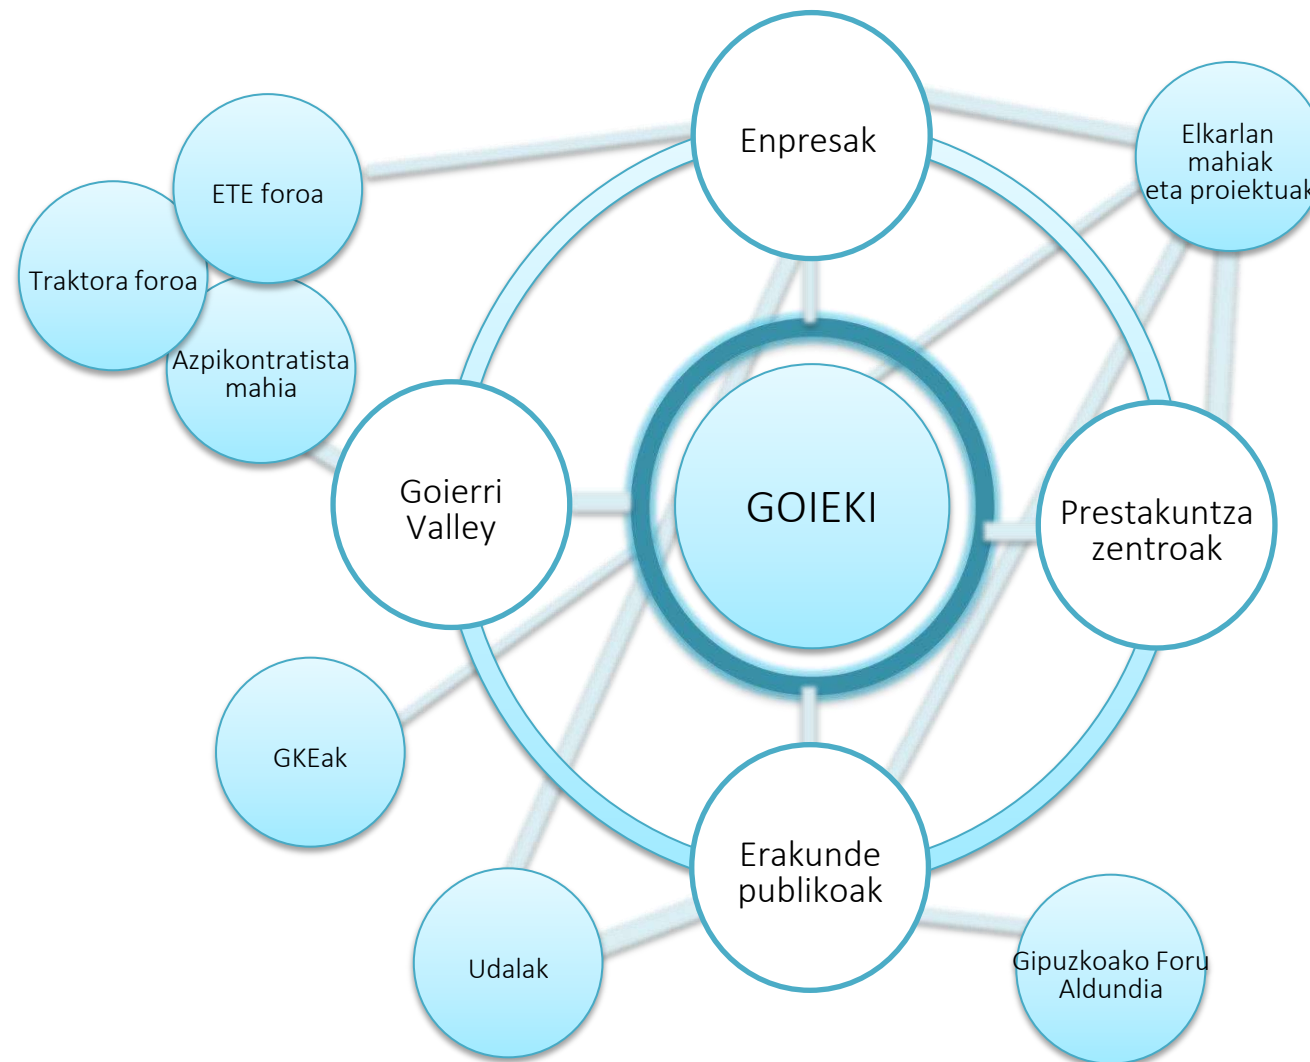 Enpresak
Elkarlan
mahiak
eta proiektuak
ETE foroa
Traktora foroa
Azpikontratista
mahia
Goierri
Valley
GOIEKI
Prestakuntza
zentroak
GKEak
Erakunde
publikoak
Udalak
Gipuzkoako Foru
Aldundia